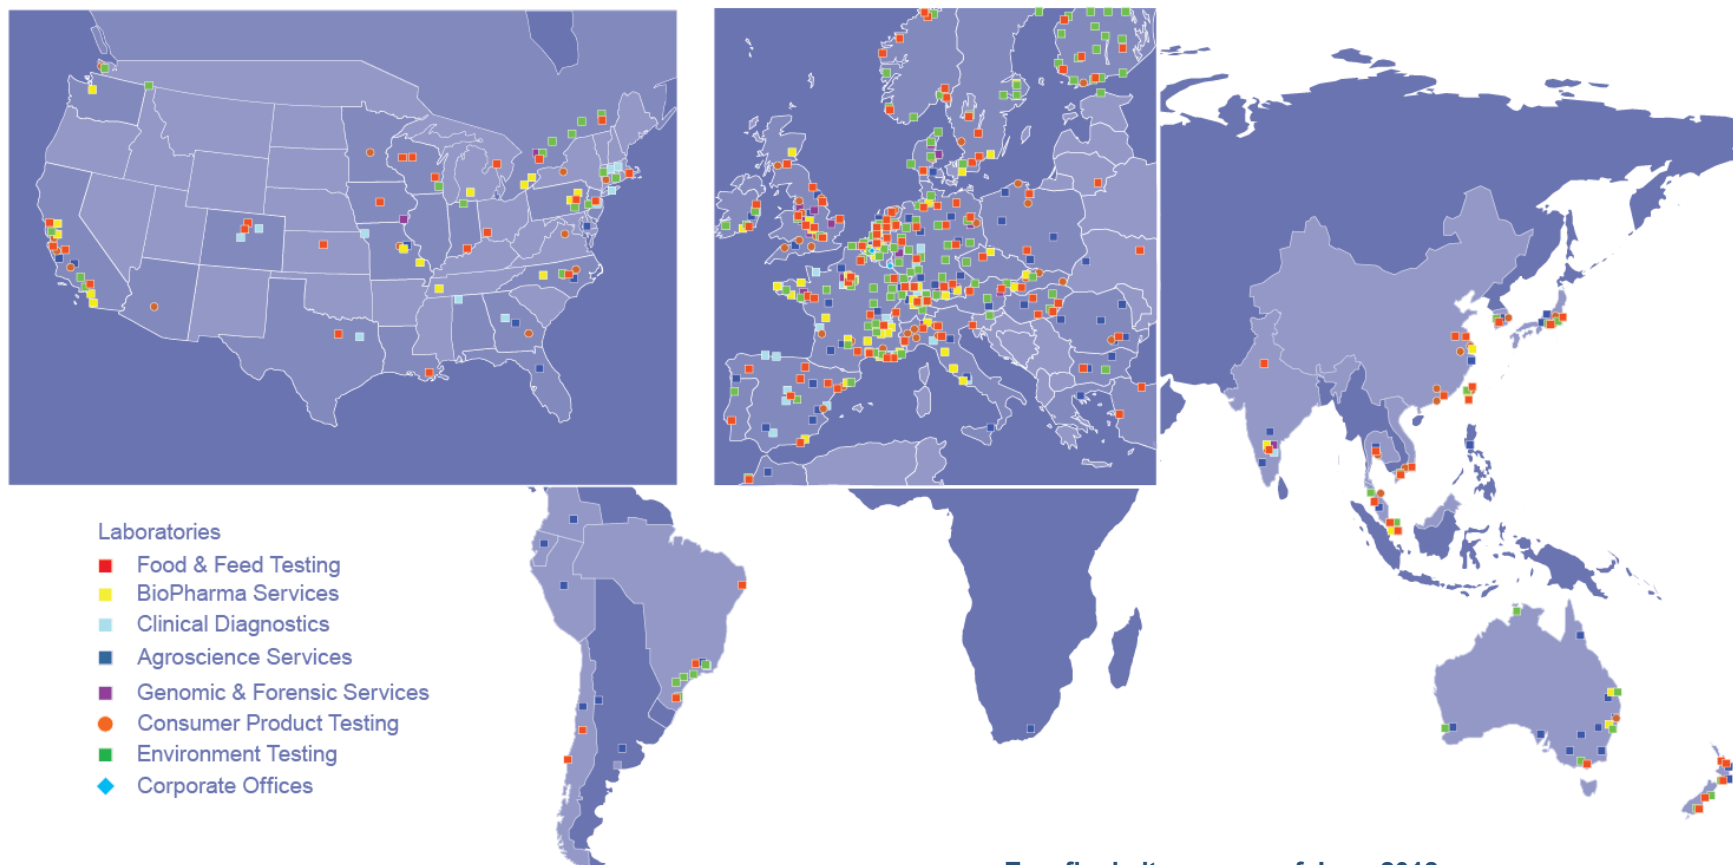 Laboratories
Food & Feed Testing
BioPharma Services
Clinical Diagnostics
Agroscience Services
Genomic & Forensic Services
Consumer Product Testing
Environment Testing
Corporate Offices